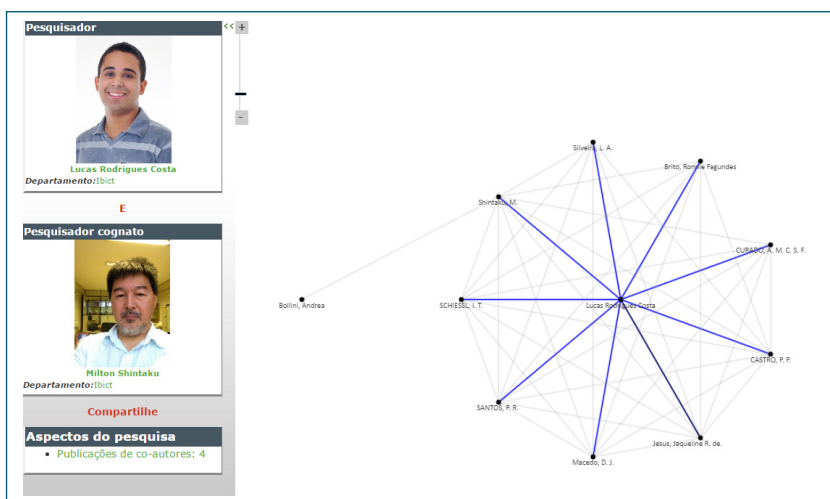 Pesquisador
<<
+
-
Lucas Rodrigues Costa
Departamento:Ibict
E
Pesquisador cognato
Milton Shintaku
Departamento:Ibict
Compartilhe
Aspectos do pesquisa
Publicações de co-autores: 4
Silveira, L. A.
Brito, Ronnie Fagundes
Shintaku, M.
CURADO, A. M. C. S. F.
Bollini, Andrea
SCHIESSL, I. T.
Lucas Rodrigues Costa
CASTRO, P. P.
SANTOS, P. R.
Jesus, Jaqueline R. de.
Macedo, D. J.